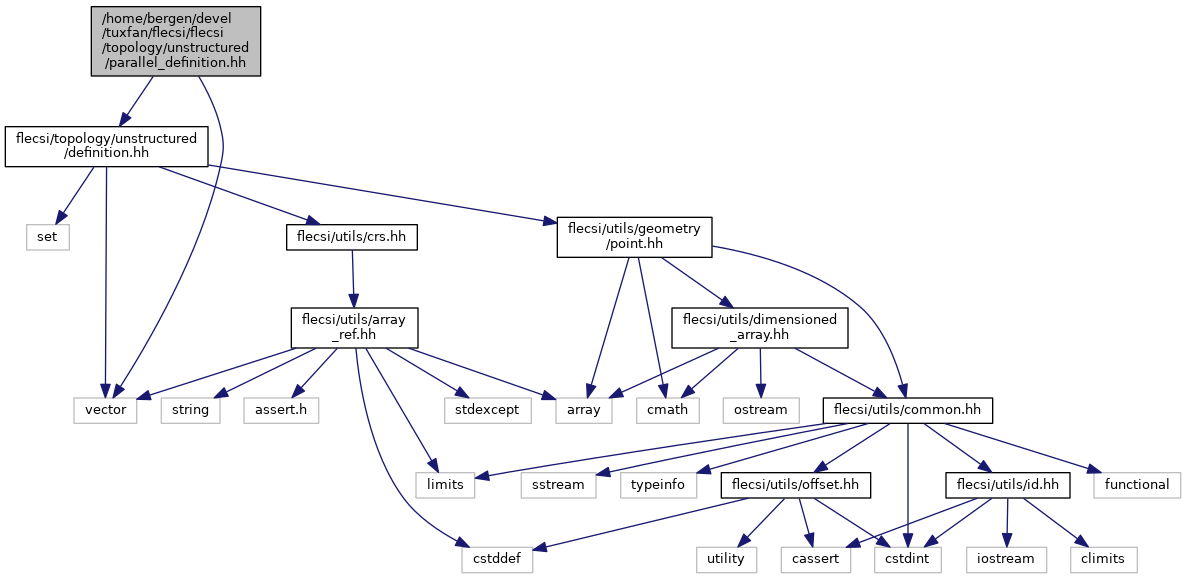 /home/bergen/devel
/tuxfan/flecsi/flecsi
/topology/unstructured
/parallel_definition.hh
flecsi/topology/unstructured
/definition.hh
set
flecsi/utils/crs.hh
flecsi/utils/geometry
/point.hh
flecsi/utils/array
_ref.hh
flecsi/utils/dimensioned
_array.hh
vector
string
assert.h
stdexcept
array
cmath
ostream
flecsi/utils/common.hh
limits
sstream
typeinfo
flecsi/utils/offset.hh
flecsi/utils/id.hh
functional
cstddef
utility
cassert
cstdint
iostream
climits